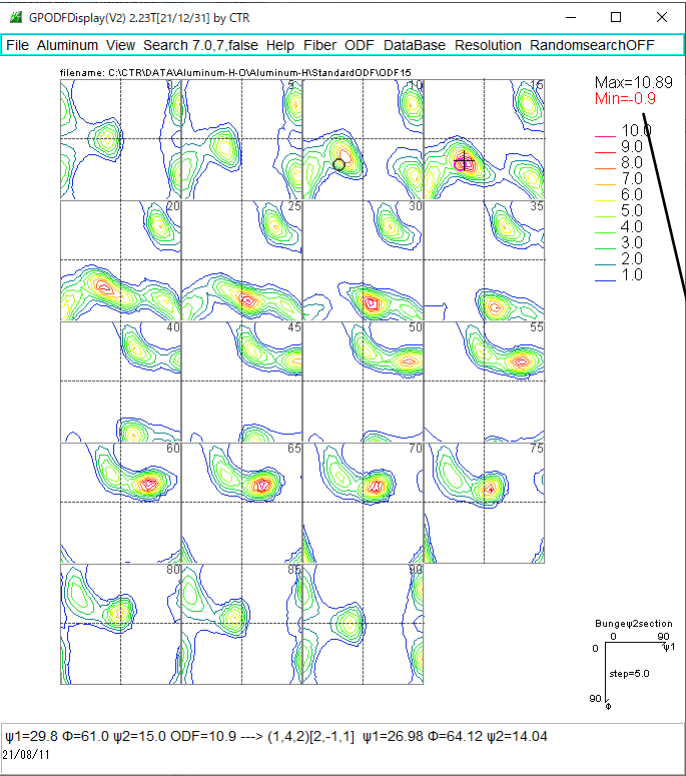 GPODFDisplay(V2) 2.23T[21/12/31] by CTR
File Aluminum View Search 7.0,7,false Help Fiber ODF DataBase Resolution RandomsearchOFF
filename: C:\CTR\DATA\Aluminum-H-O\Aluminum-H\StandardODF\ODF15
0 5 10 15
Max=10.89
Min=-0.9
10.0
9.0
8.0
7.0
6.0
5.0
4.0
3.0
2.0
1.0
20 25 30 35
40 45 50 55
60 65 70 75
80 85 90
Bungeψ2section
0 90
0 ψ1
step=5.0
90
Φ
ψ1=29.8 Φ=61.0 ψ2=15.0 ODF=10.9 ---> (1,4,2)[2,-1,1] ψ1=26.98 Φ=64.12 ψ2=14.04
21/08/11